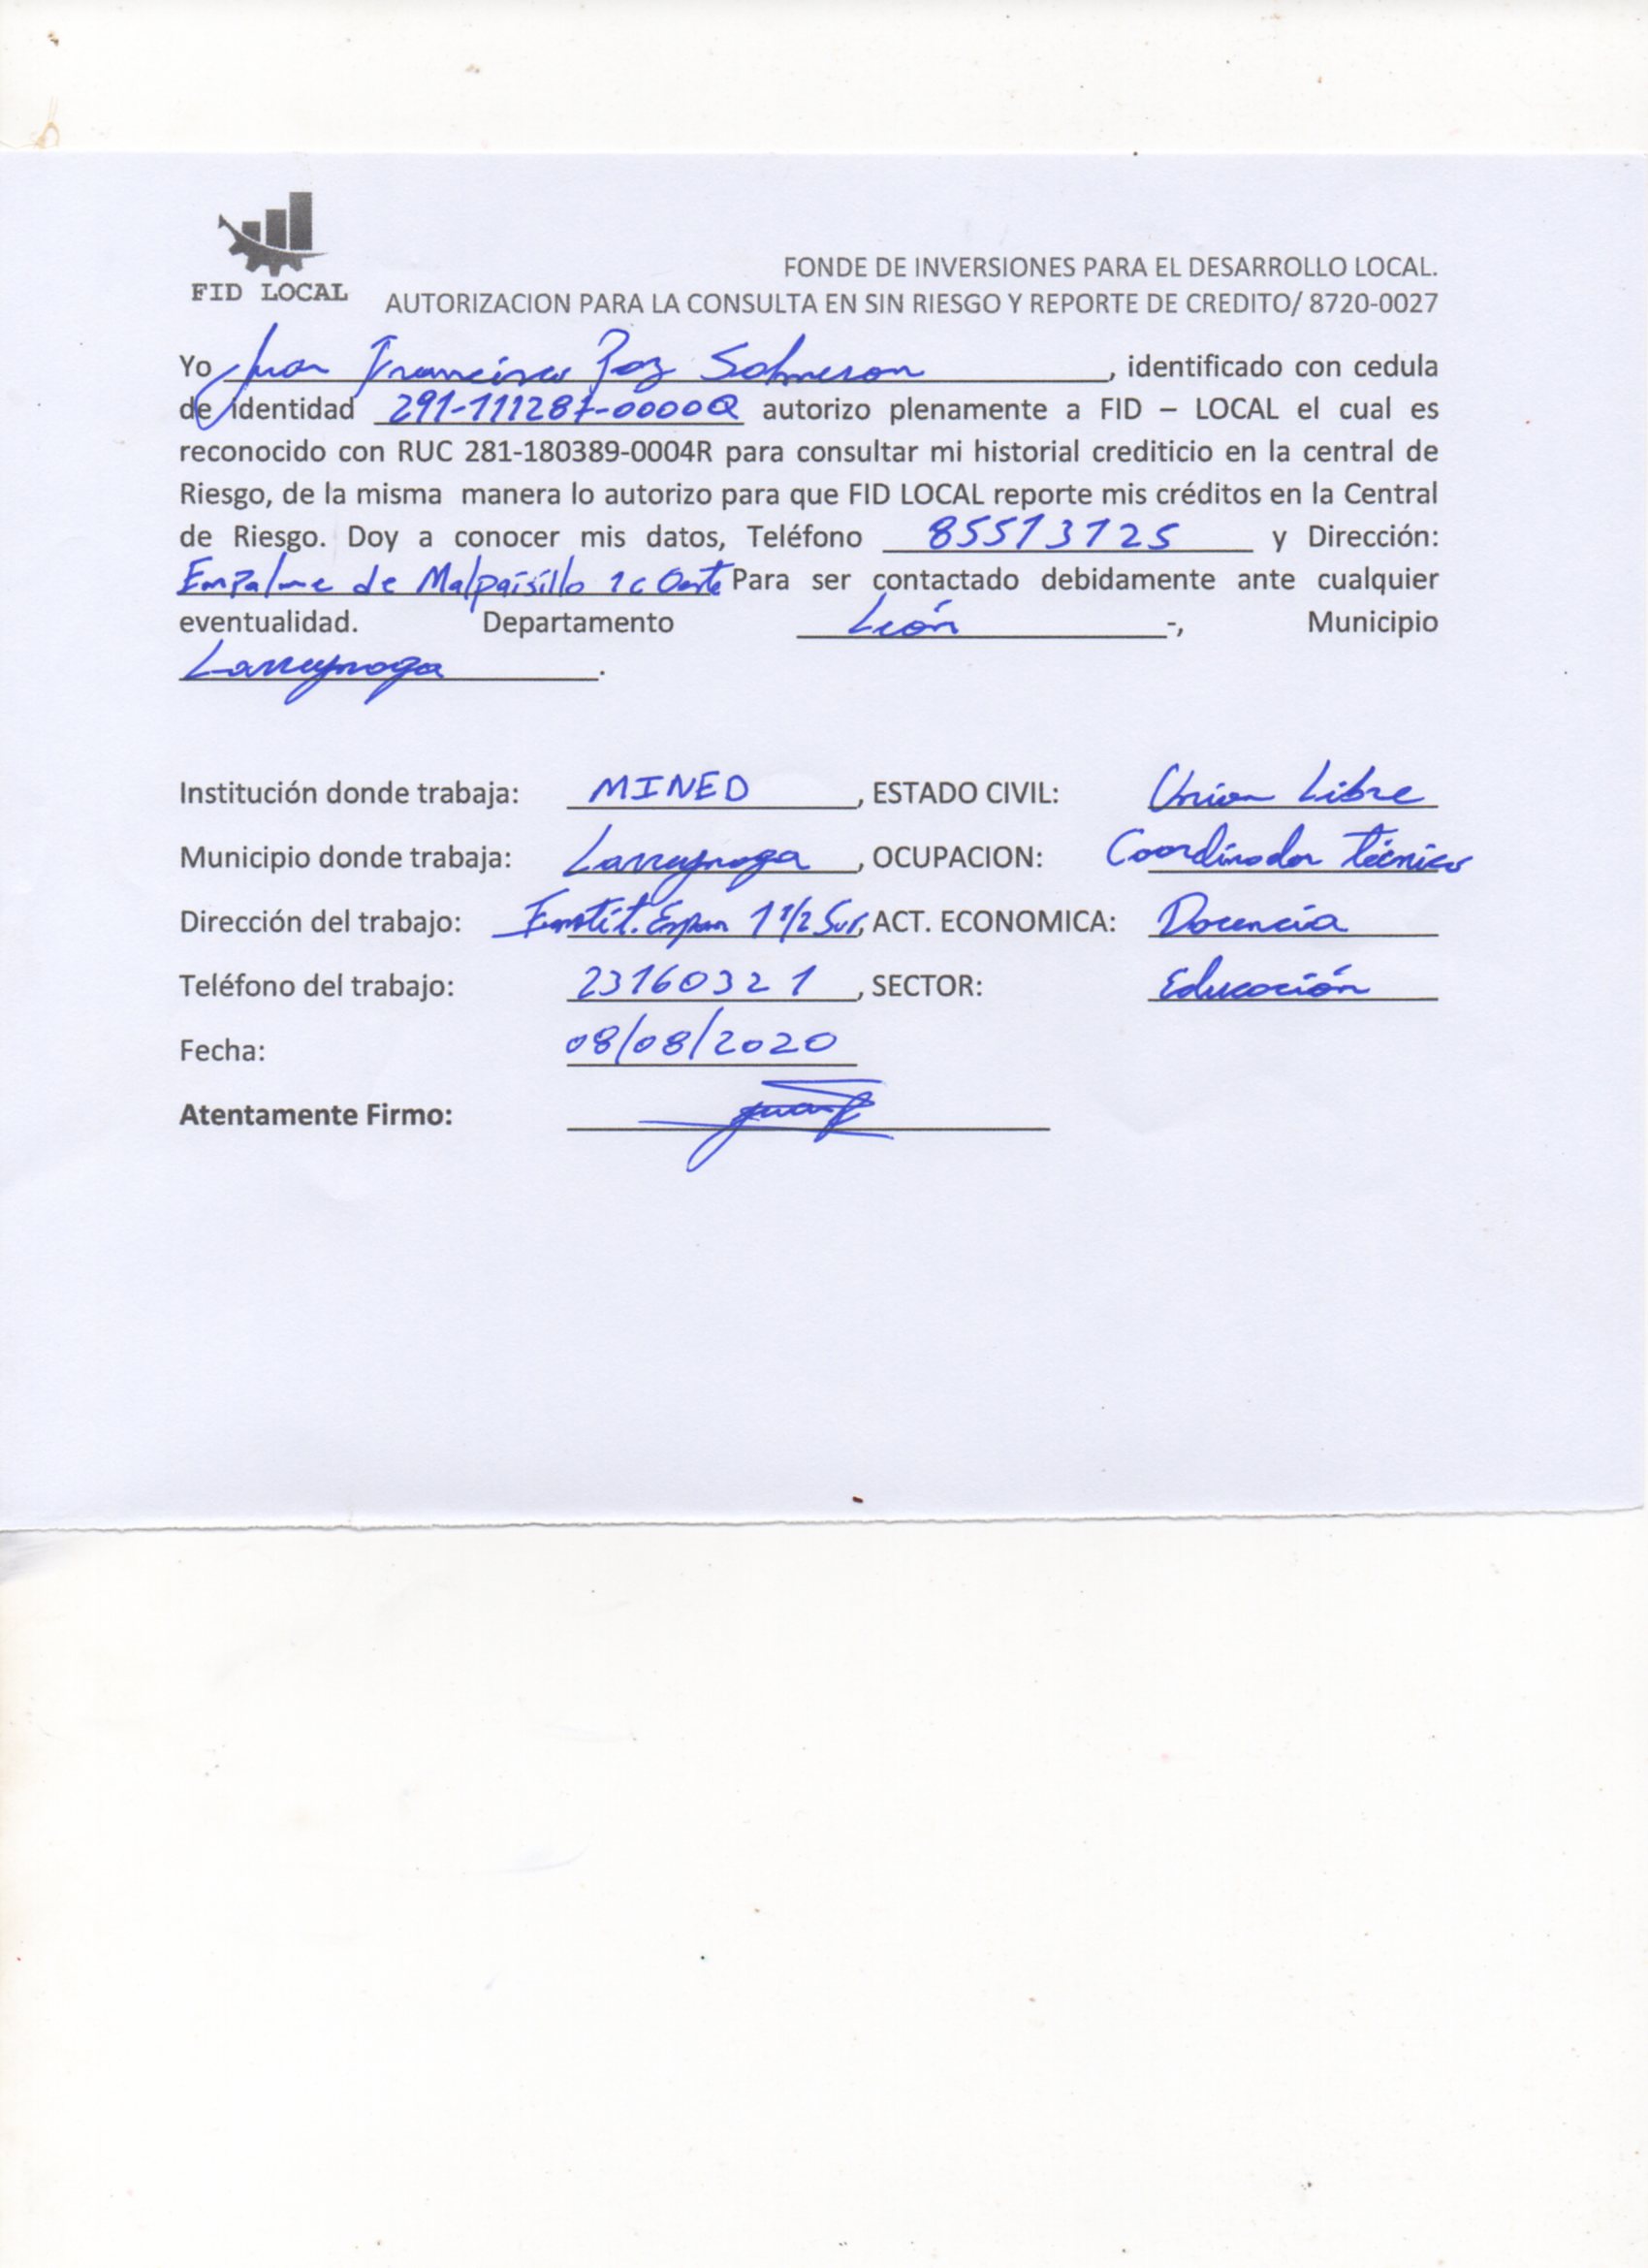 FID LOCAL
FONDE DE INVERSIONES PARA EL DESARROLLO LOCAL.
AUTORIZACION PARA LA CONSULTA EN SIN RIESGO Y REPORTE DE CREDITO/ 8720-0027
Yo Juan Francisco Paz Solmeron, identificado con cedula
de identidad 291-111287-0000Q autorizo plenamente a FID – LOCAL el cual es
reconocido con RUC 281-180389-0004R para consultar mi historial crediticio en la central de
Riesgo, de la misma manera lo autorizo para que FID LOCAL reporte mis créditos en la Central
de Riesgo. Doy a conocer mis datos, Teléfono 85513125 y Dirección:
Empalme de Malpaisillo 1c Oeste Para ser contactado debidamente ante cualquier
eventualidad. Departamento León -, Municipio
Larreynaga.
Institución donde trabaja: MINED, ESTADO CIVIL: Union Libre
Municipio donde trabaja: Larreynaga, OCUPACION: Coordinador técnico
Dirección del trabajo: 1 1/2 Sur, ACT. ECONOMICA: Docencia
Teléfono del trabajo: 23160321, SECTOR: Educación
Fecha: 08/08/2020
Atentamente Firmo: